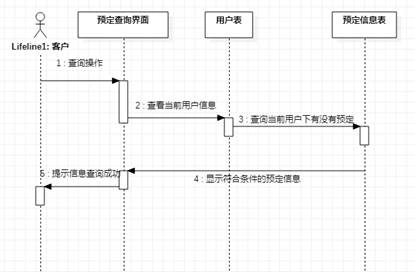 预定查询界面
用户表
预定信息表
Lifeline1: 客户
1 : 查询操作
2 : 查看当前用户信息
3 : 查询当前用户下有没有预定
4 : 显示符合条件的预定信息
5 : 提示信息查询成功